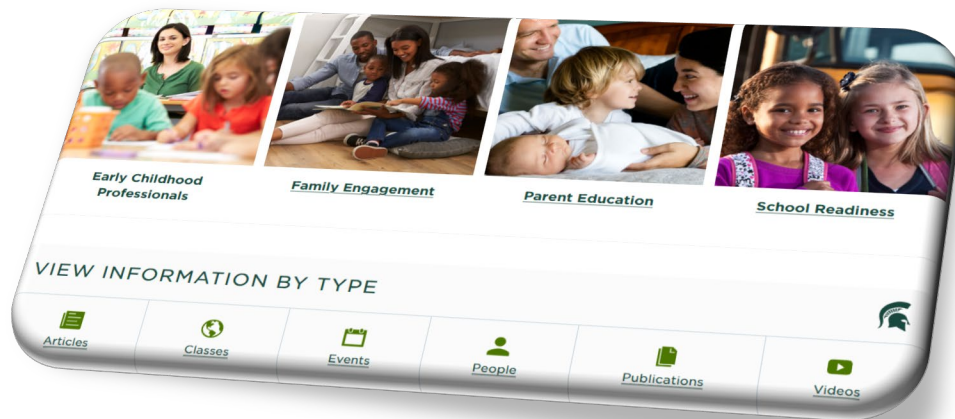 Early Childhood
Professionals
Family Engagement
Parent Education
School Readiness
VIEW INFORMATION BY TYPE
Articles
Classes
Events
People
Publications
Videos